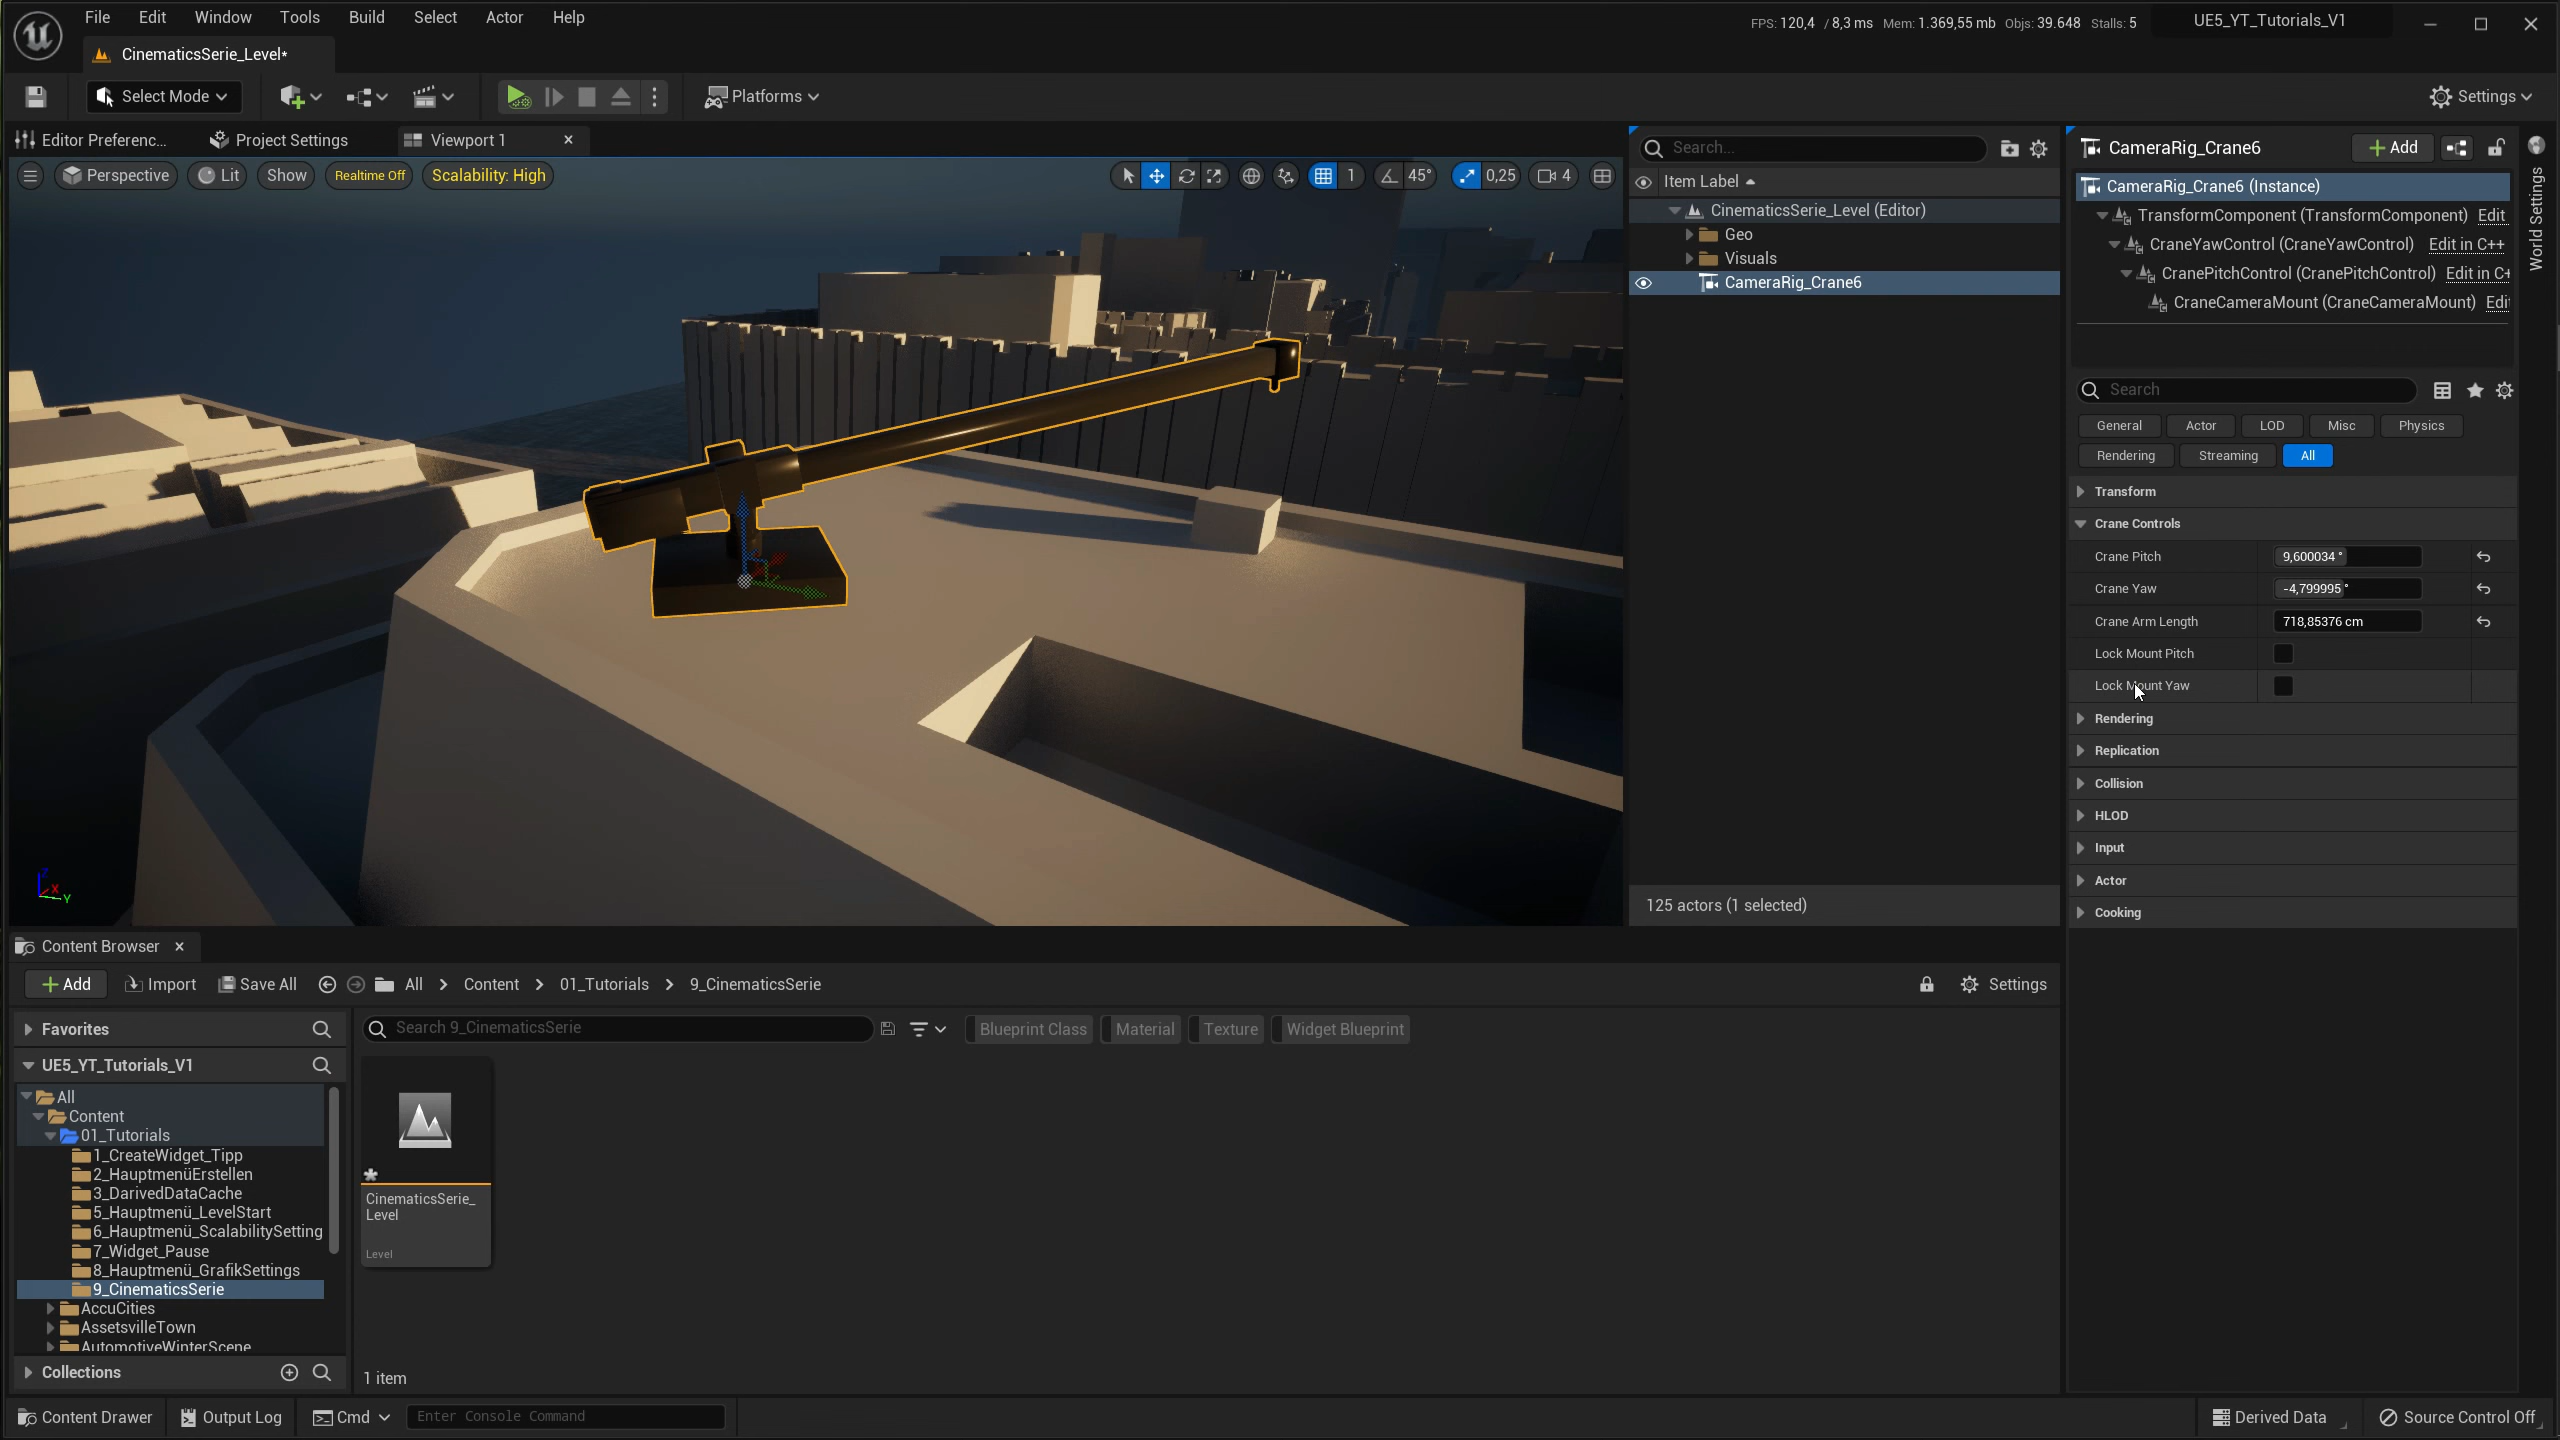 File Edit Window Tools Build Select Actor Help
FPS: 120,4 / 8,3 ms Mem: 1.369,55 mb Objs: 39.648 Stalls: 5
UE5_YT_Tutorials_V1
CinematicsSerie_Level*
Select Mode
Platforms
Settings
Editor Preferenc...
Project Settings
Viewport 1
Perspective
Lit
Show
Realtime Off
Scalability: High
1
45°
0,25
4
Z
X
Y
Search...
Item Label
CinematicsSerie_Level (Editor)
Geo
Visuals
CameraRig_Crane6
125 actors (1 selected)
CameraRig_Crane6
Add
CameraRig_Crane6 (Instance)
TransformComponent (TransformComponent) Edit
CraneYawControl (CraneYawControl) Edit in C++
CranePitchControl (CranePitchControl) Edit in C+
CraneCameraMount (CraneCameraMount) Edit
World Settings
Search
General Actor LOD Misc Physics
Rendering Streaming All
Transform
Crane Controls
Crane Pitch 9,600034 °
Crane Yaw -4,799995 °
Crane Arm Length 718,85376 cm
Lock Mount Pitch
Lock Mount Yaw
Rendering
Replication
Collision
HLOD
Input
Actor
Cooking
Content Browser
Add Import Save All All Content 01_Tutorials 9_CinematicsSerie
Settings
Favorites
UE5_YT_Tutorials_V1
All
Content
01_Tutorials
1_CreateWidget_Tipp
2_HauptmenüErstellen
3_DarivedDataCache
5_Hauptmenü_LevelStart
6_Hauptmenü_ScalabilitySetting
7_Widget_Pause
8_Hauptmenü_GrafikSettings
9_CinematicsSerie
AccuCities
AssetsvilleTown
AutomotiveWinterScene
Collections
Search 9_CinematicsSerie
Blueprint Class Material Texture Widget Blueprint
CinematicsSerie_
Level
Level
1 item
Content Drawer Output Log Cmd Enter Console Command
Derived Data Source Control Off